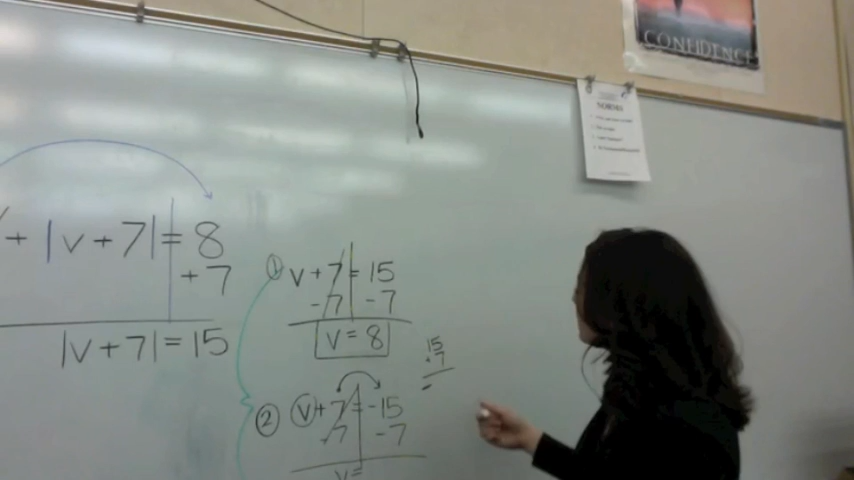 CONFIDENCE
NORMS
+ |v+7| = 8
+7
|v+7| = 15
① v+7 = 15
-7 -7
v = 8
15
7
② v+7 = -15
-7 -7
v=